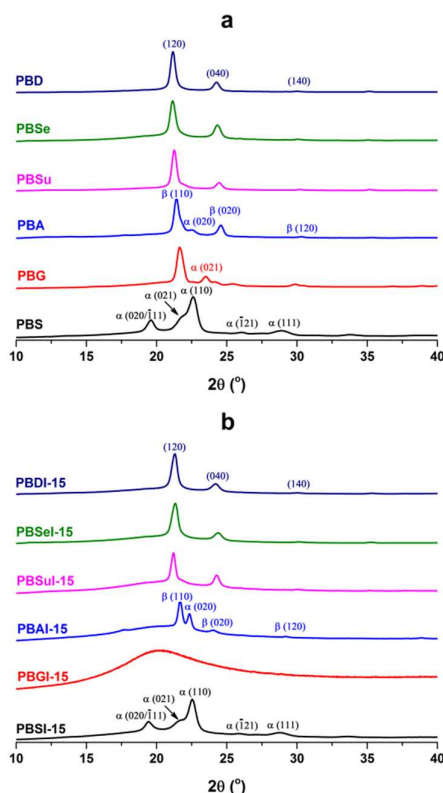 a
(120)
PBD
(040)
(140)
PBSe
PBSu
β (110)
PBA
α (020)
β (020)
β (120)
PBG
α (021)
α (110)
α (021)
PBS
α (020/1̄11)
α (1̄21)
α (111)
10 15 20 25 30 35 40
2θ (°)
b
(120)
PBDI-15
(040)
(140)
PBSeI-15
PBSuI-15
β (110)
α (020)
PBAI-15
β (020)
β (120)
PBGI-15
α (110)
α (021)
α (020/1̄11)
PBSI-15
α (1̄21)
α (111)
10 15 20 25 30 35 40
2θ (°)